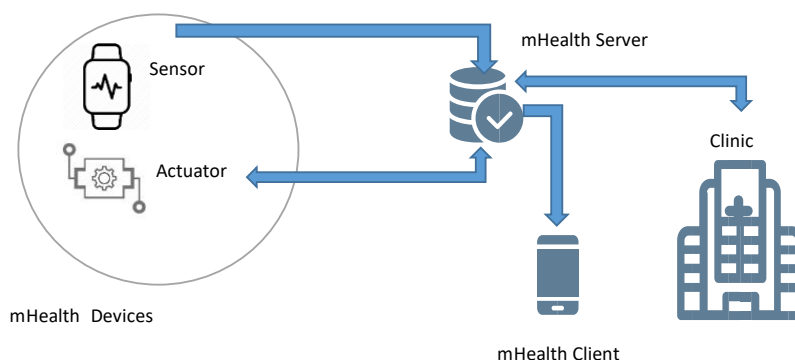 mHealth Server
Sensor
Clinic
Actuator
mHealth Devices
mHealth Client